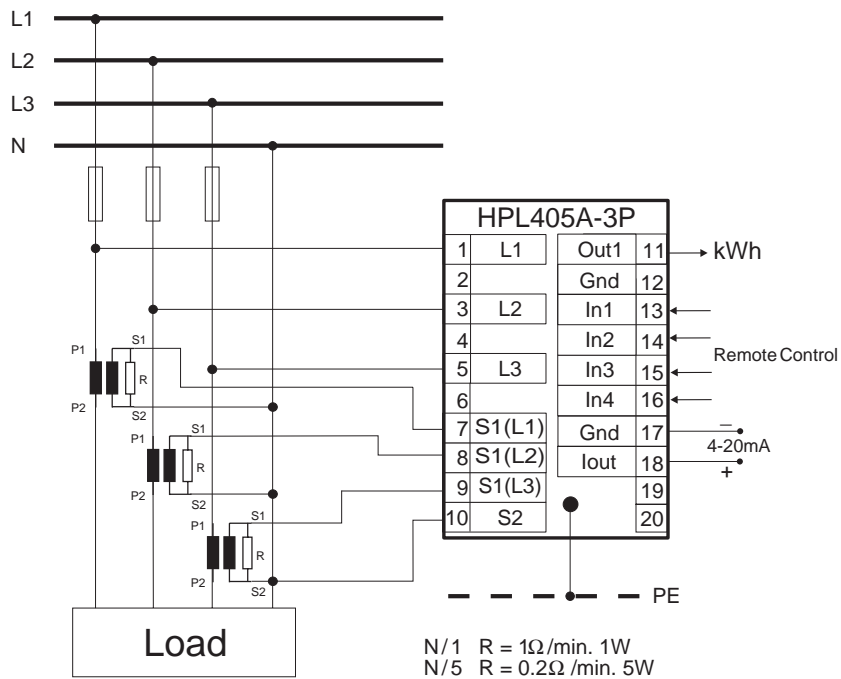 L1
L2
L3
N
HPL405A-3P
1 L1 Out1 11 kWh
2 Gnd 12
3 L2 In1 13
4 In2 14
5 L3 In3 15
6 In4 16
Remote Control
7 S1(L1) Gnd 17
8 S1(L2) Iout 18
9 S1(L3) 19
10 S2 20
– 
4-20mA
+
P1 S1
R
P2 S2
P1 S1
R
P2 S2
P1 S1
R
P2 S2
PE
Load
N/1 R = 1Ω/min. 1W
N/5 R = 0.2Ω /min. 5W